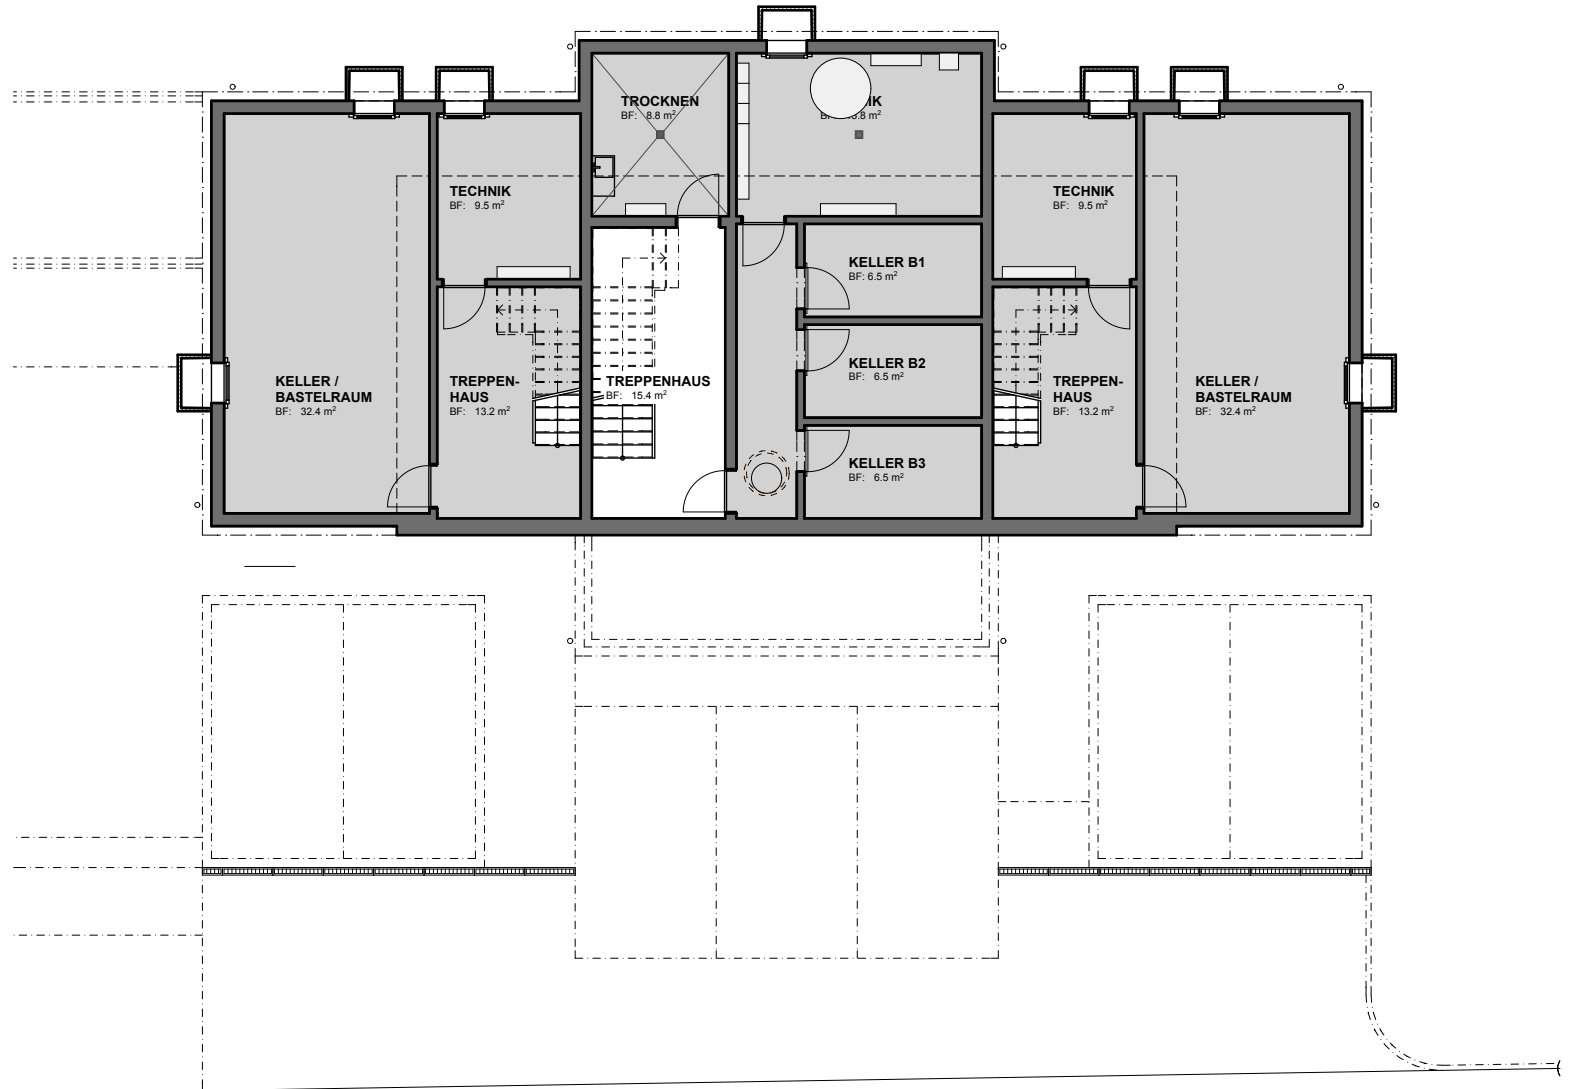 TROCKNEN
BF: 8.8 m²
TECHNIK
BF: 9.5 m²
TECHNIK
BF: 9.5 m²
KELLER B1
BF: 6.5 m²
KELLER B2
BF: 6.5 m²
KELLER B3
BF: 6.5 m²
KELLER /
BASTELRAUM
BF: 32.4 m²
TREPPEN-
HAUS
BF: 13.2 m²
TREPPENHAUS
BF: 15.4 m²
TREPPEN-
HAUS
BF: 13.2 m²
KELLER /
BASTELRAUM
BF: 32.4 m²